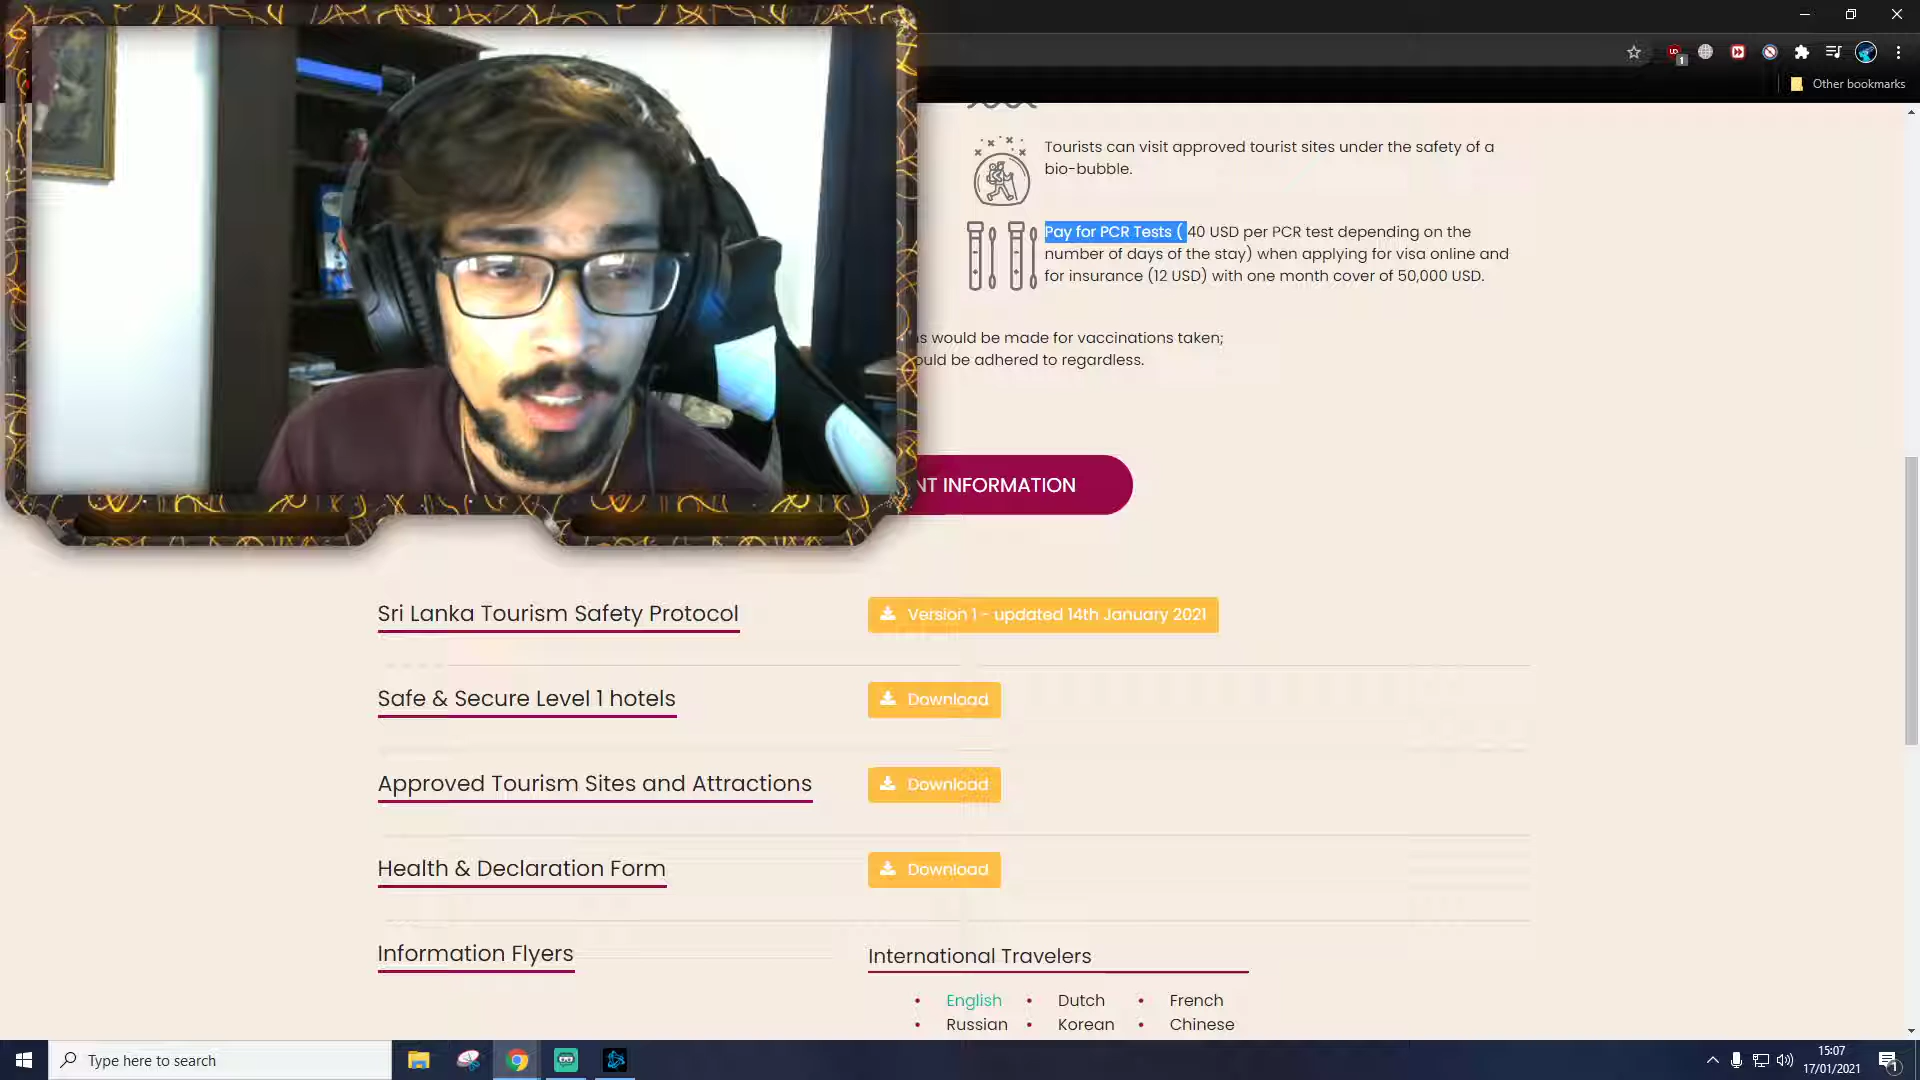 Other bookmarks
Tourists can visit approved tourist sites under the safety of a
bio-bubble.
Pay for PCR Tests ( 40 USD per PCR test depending on the
number of days of the stay) when applying for visa online and
for insurance (12 USD) with one month cover of 50,000 USD.
would be made for vaccinations taken;
be adhered to regardless.
INFORMATION
Sri Lanka Tourism Safety Protocol
Version 1 - updated 14th January 2021
Safe & Secure Level 1 hotels
Download
Approved Tourism Sites and Attractions
Download
Health & Declaration Form
Download
Information Flyers
International Travelers
• English • Dutch • French
• Russian • Korean • Chinese
Type here to search
15:07
17/01/2021